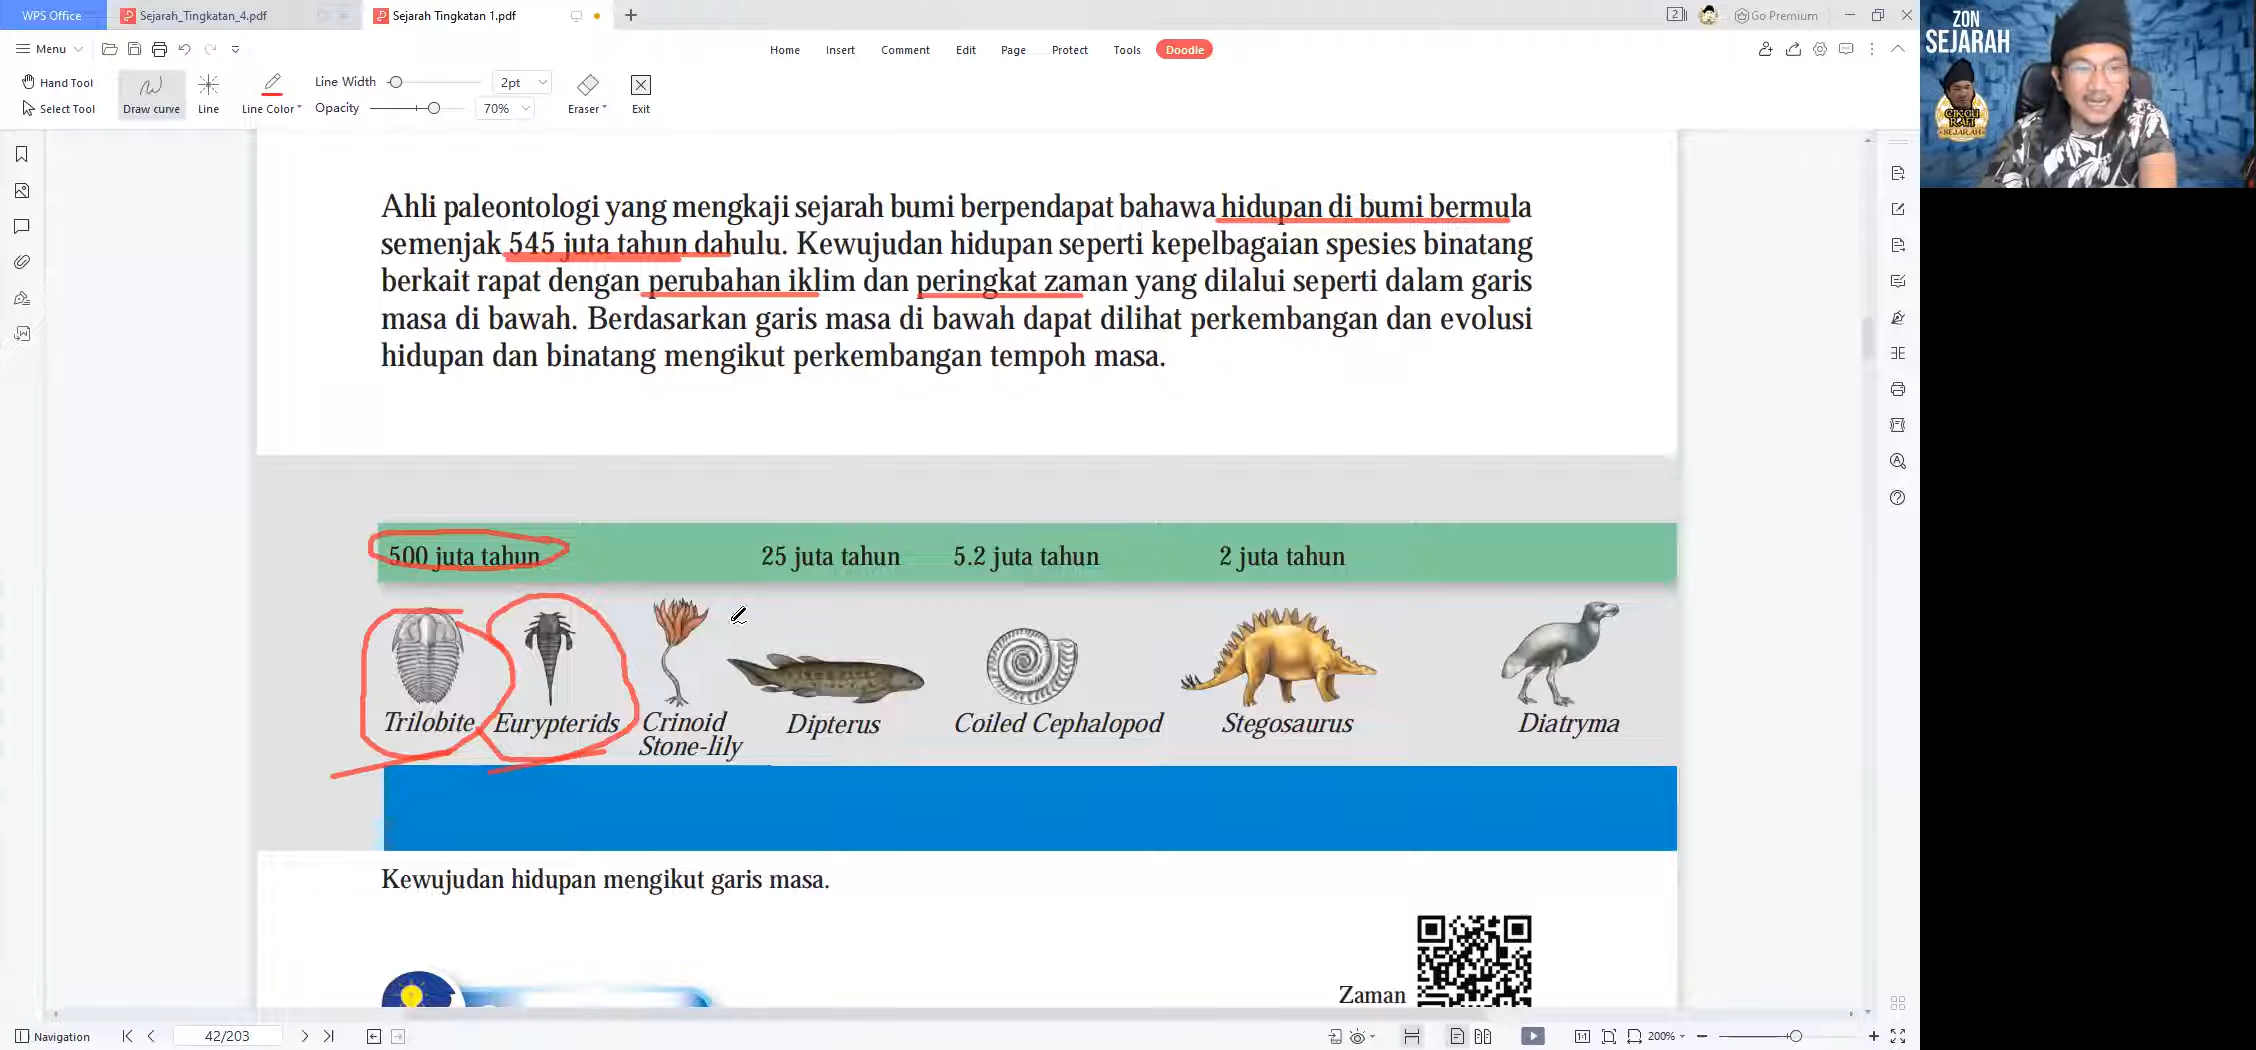 WPS Office
Sejarah_Tingkatan_4.pdf
Sejarah Tingkatan 1.pdf
2
Go Premium
Menu
Home
Insert
Comment
Edit
Page
Protect
Tools
Doodle
Hand Tool
Select Tool
Draw curve
Line
Line Color
Line Width
2pt
Opacity
70%
Eraser
Exit
ZON
SEJARAH
CIKGU
RAFI
SEJARAH
Ahli paleontologi yang mengkaji sejarah bumi berpendapat bahawa hidupan di bumi bermula
semenjak 545 juta tahun dahulu. Kewujudan hidupan seperti kepelbagaian spesies binatang
berkait rapat dengan perubahan iklim dan peringkat zaman yang dilalui seperti dalam garis
masa di bawah. Berdasarkan garis masa di bawah dapat dilihat perkembangan dan evolusi
hidupan dan binatang mengikut perkembangan tempoh masa.
500 juta tahun
25 juta tahun
5.2 juta tahun
2 juta tahun
Trilobite
Eurypterids
Crinoid
Stone-lily
Dipterus
Coiled Cephalopod
Stegosaurus
Diatryma
Kewujudan hidupan mengikut garis masa.
Zaman
Navigation
42/203
1:1
200%